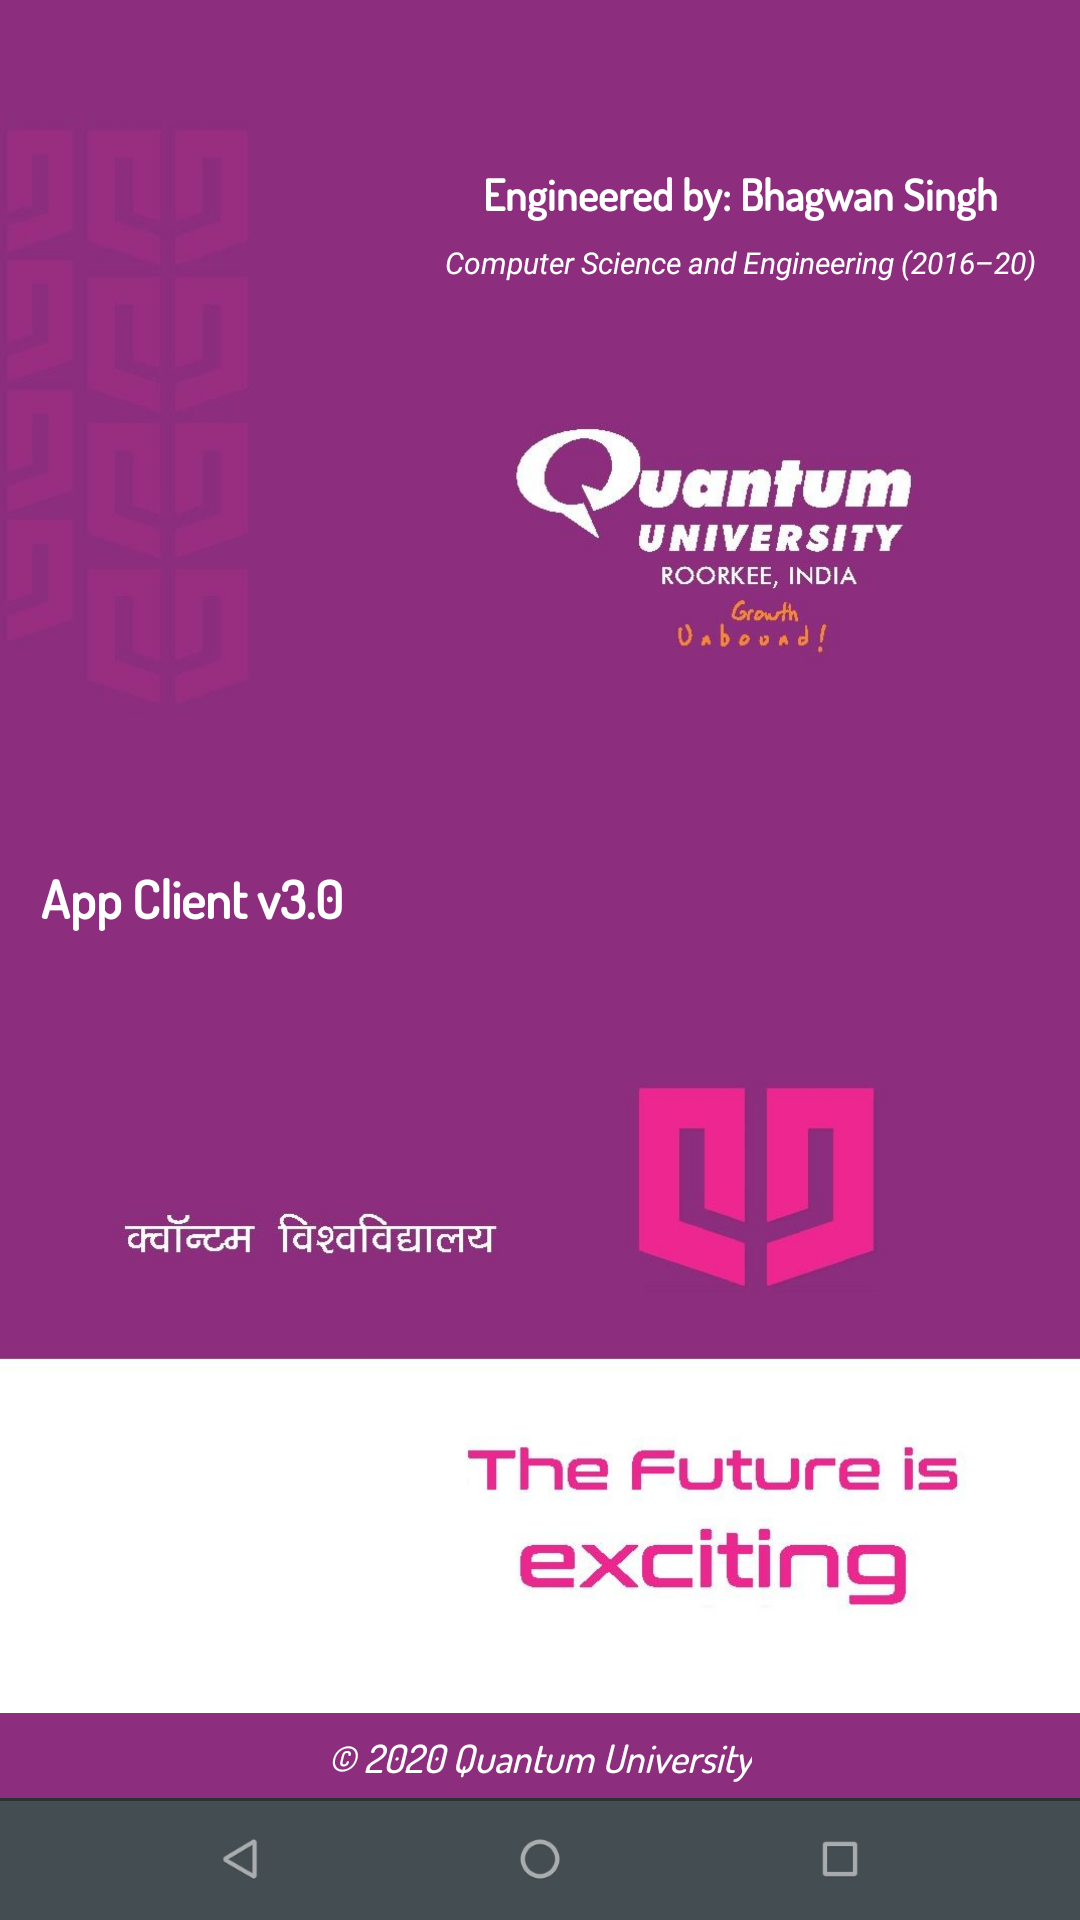 Engineered by: Bhagwan Singh
Computer Science and Engineering (2016–20)
Quantum
UNIVERSITY
ROORKEE, INDIA
Growth
Unbound!
App Client v3.0
क्वॉन्टम विश्वविद्यालय
The Future is
exciting
© 2020 Quantum University